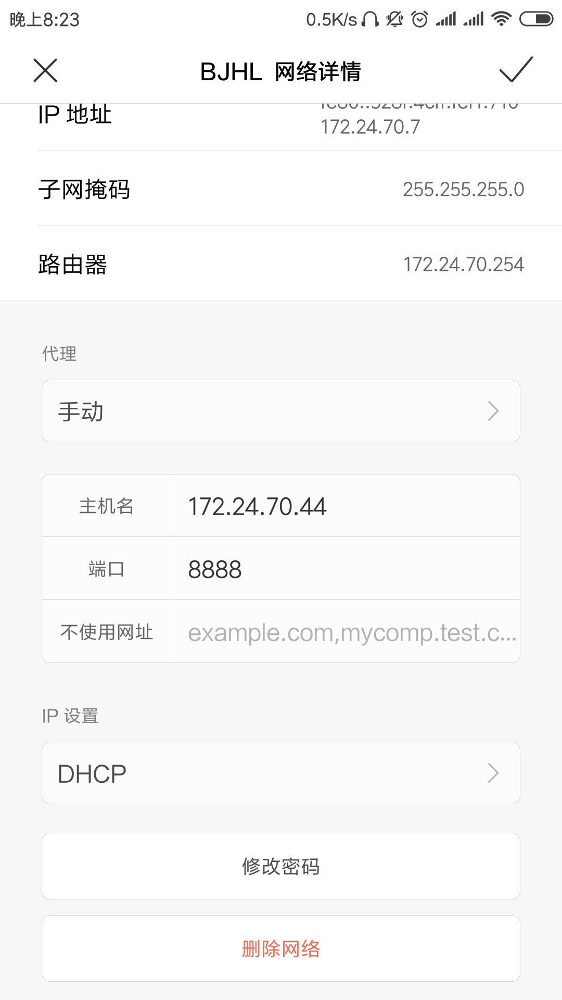 晚上8:23 0.5K/s
BJHL 网络详情
IP 地址
172.24.70.7
子网掩码 255.255.255.0
路由器 172.24.70.254
代理
手动
主机名 172.24.70.44
端口 8888
不使用网址 example.com,mycomp.test.c...
IP 设置
DHCP
修改密码
删除网络